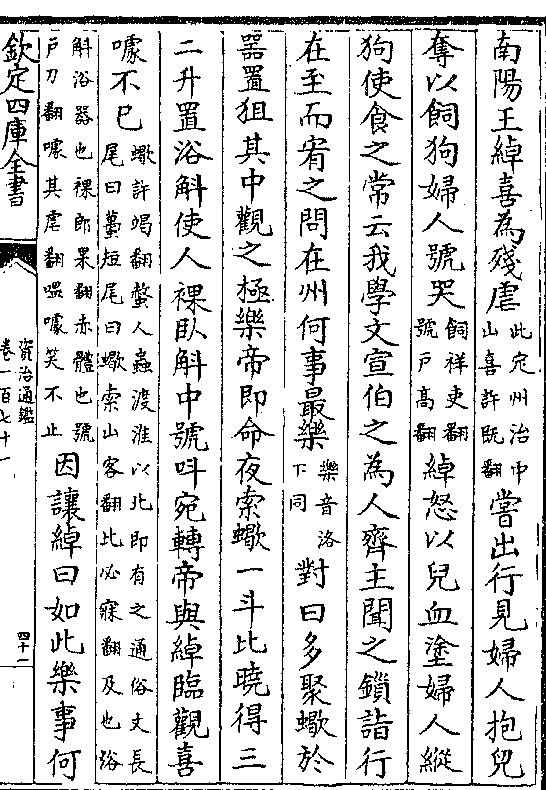 南陽王綽喜為殘虐此定州治中山喜許既翻嘗出行見婦人抱兒
奪以飼狗婦人號哭飼祥吏翻號户髙翻綽怒以兒血塗婦人縱
狗使食之常云我學文宣伯之為人齊主聞之鎖詣行
在至而宥之問在州何事最樂樂音洛下同對曰多聚蠍於
器置狙其中觀之極樂帝即命夜索蠍一斗比曉得三
二升置浴斛使人裸臥斛中號呌宛轉帝與綽臨觀喜
噱不已蠍許竭翻螫人蟲渡淮以北即有之通俗文長尾曰蠆短尾曰蠍索山客翻比必寐翻及也浴
斛浴器也裸郎果翻赤體也號户刀翻噱其虐翻嗢噱笑不止因讓綽曰如此樂事何
欽定四庫全書
資治通鑑
卷一百七十一
四十一